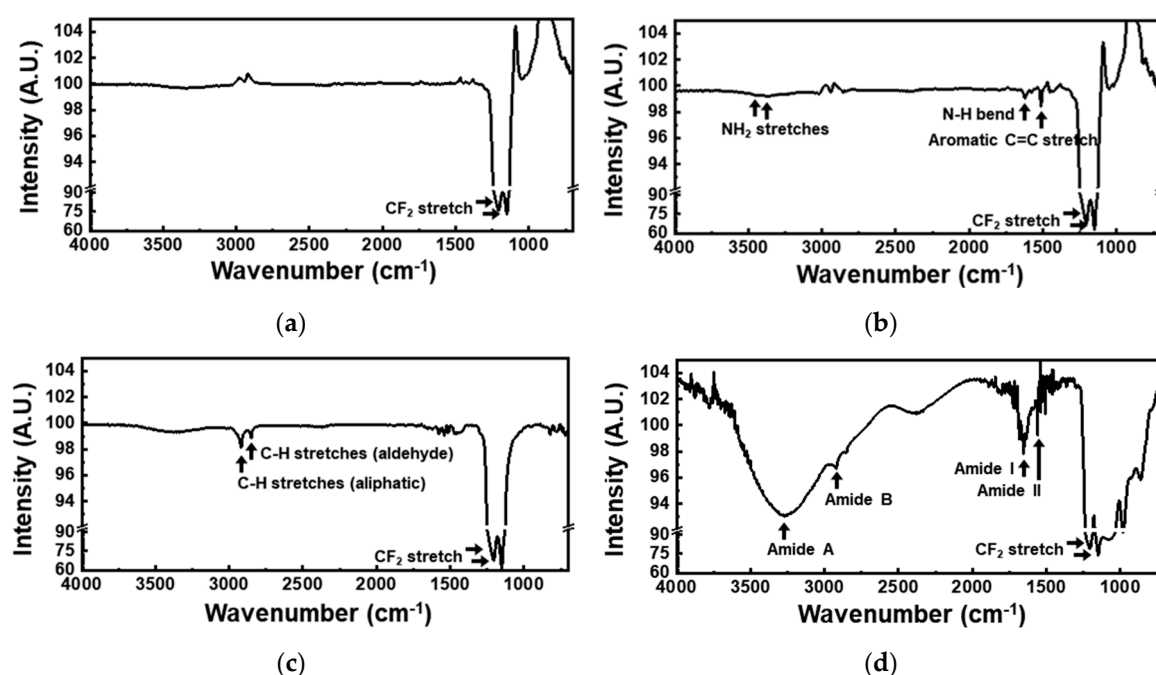 104
102
100
98
96
94
90
75
60
Intensity (A.U.)
CF2 stretch
4000 3500 3000 2500 2000 1500 1000
Wavenumber (cm-1)
(a)
104
102
100
98
96
94
90
75
60
Intensity (A.U.)
NH2 stretches
N-H bend
Aromatic C=C stretch
CF2 stretch
4000 3500 3000 2500 2000 1500 1000
Wavenumber (cm-1)
(b)
104
102
100
98
96
94
90
75
60
Intensity (A.U.)
C-H stretches (aldehyde)
C-H stretches (aliphatic)
CF2 stretch
4000 3500 3000 2500 2000 1500 1000
Wavenumber (cm-1)
(c)
104
102
100
98
96
94
90
75
60
Intensity (A.U.)
Amide B
Amide I
Amide II
Amide A
CF2 stretch
4000 3500 3000 2500 2000 1500 1000
Wavenumber (cm-1)
(d)